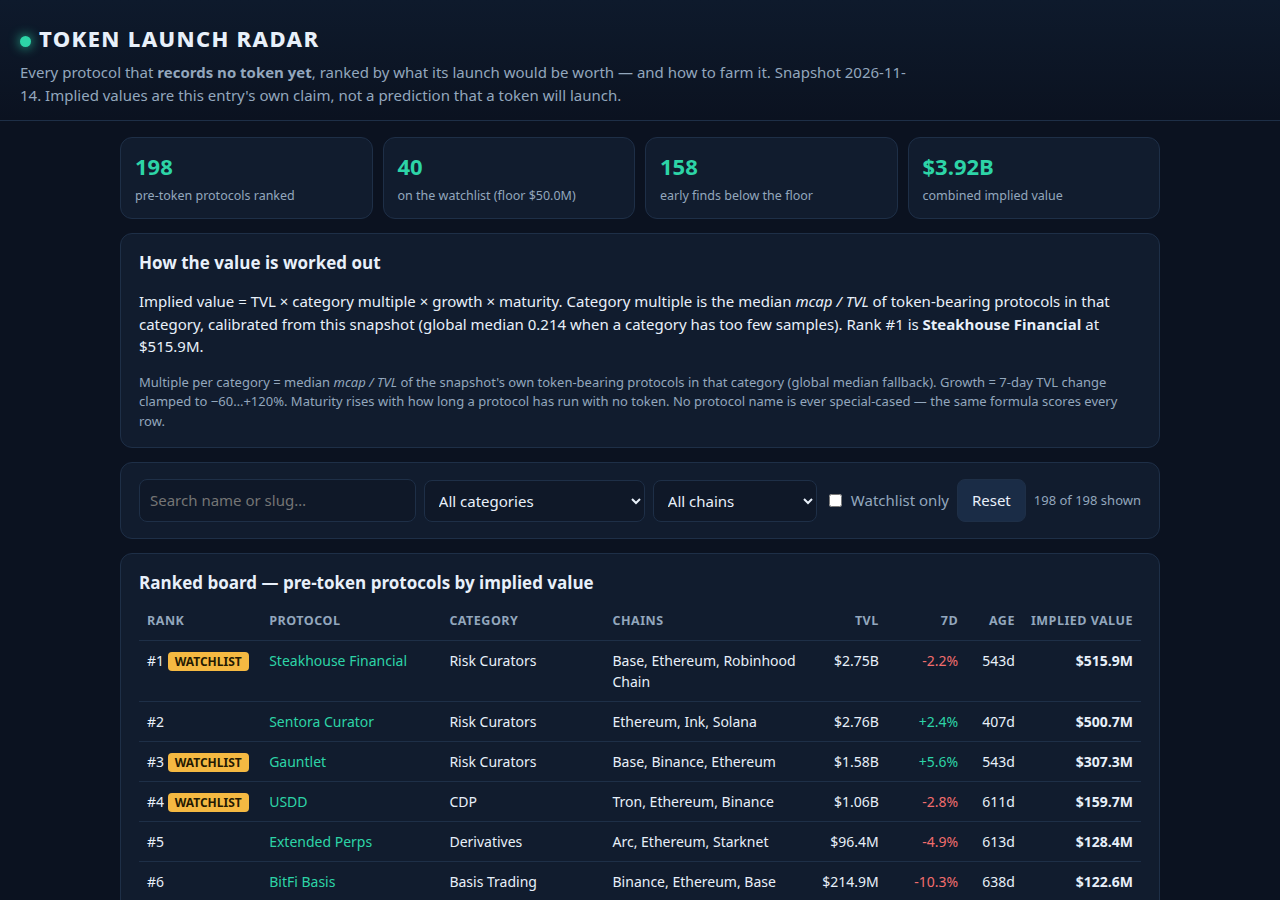 TOKEN LAUNCH RADAR
Every protocol that records no token yet, ranked by what its launch would be worth — and how to farm it. Snapshot 2026-11-
14. Implied values are this entry's own claim, not a prediction that a token will launch.
198
pre-token protocols ranked
40
on the watchlist (floor $50.0M)
158
early finds below the floor
$3.92B
combined implied value
How the value is worked out
Implied value = TVL × category multiple × growth × maturity. Category multiple is the median mcap / TVL of token-bearing protocols in that
category, calibrated from this snapshot (global median 0.214 when a category has too few samples). Rank #1 is Steakhouse Financial at
$515.9M.
Multiple per category = median mcap / TVL of the snapshot's own token-bearing protocols in that category (global median fallback). Growth = 7-day TVL change
clamped to −60…+120%. Maturity rises with how long a protocol has run with no token. No protocol name is ever special-cased — the same formula scores every
row.
Search name or slug… All categories All chains Watchlist only Reset 198 of 198 shown
Ranked board — pre-token protocols by implied value
RANK PROTOCOL CATEGORY CHAINS TVL 7D AGE IMPLIED VALUE
#1 WATCHLIST Steakhouse Financial Risk Curators Base, Ethereum, Robinhood $2.75B -2.2% 543d $515.9M
Chain
#2 Sentora Curator Risk Curators Ethereum, Ink, Solana $2.76B +2.4% 407d $500.7M
#3 WATCHLIST Gauntlet Risk Curators Base, Binance, Ethereum $1.58B +5.6% 543d $307.3M
#4 WATCHLIST USDD CDP Tron, Ethereum, Binance $1.06B -2.8% 611d $159.7M
#5 Extended Perps Derivatives Arc, Ethereum, Starknet $96.4M -4.9% 613d $128.4M
#6 BitFi Basis Basis Trading Binance, Ethereum, Base $214.9M -10.3% 638d $122.6M